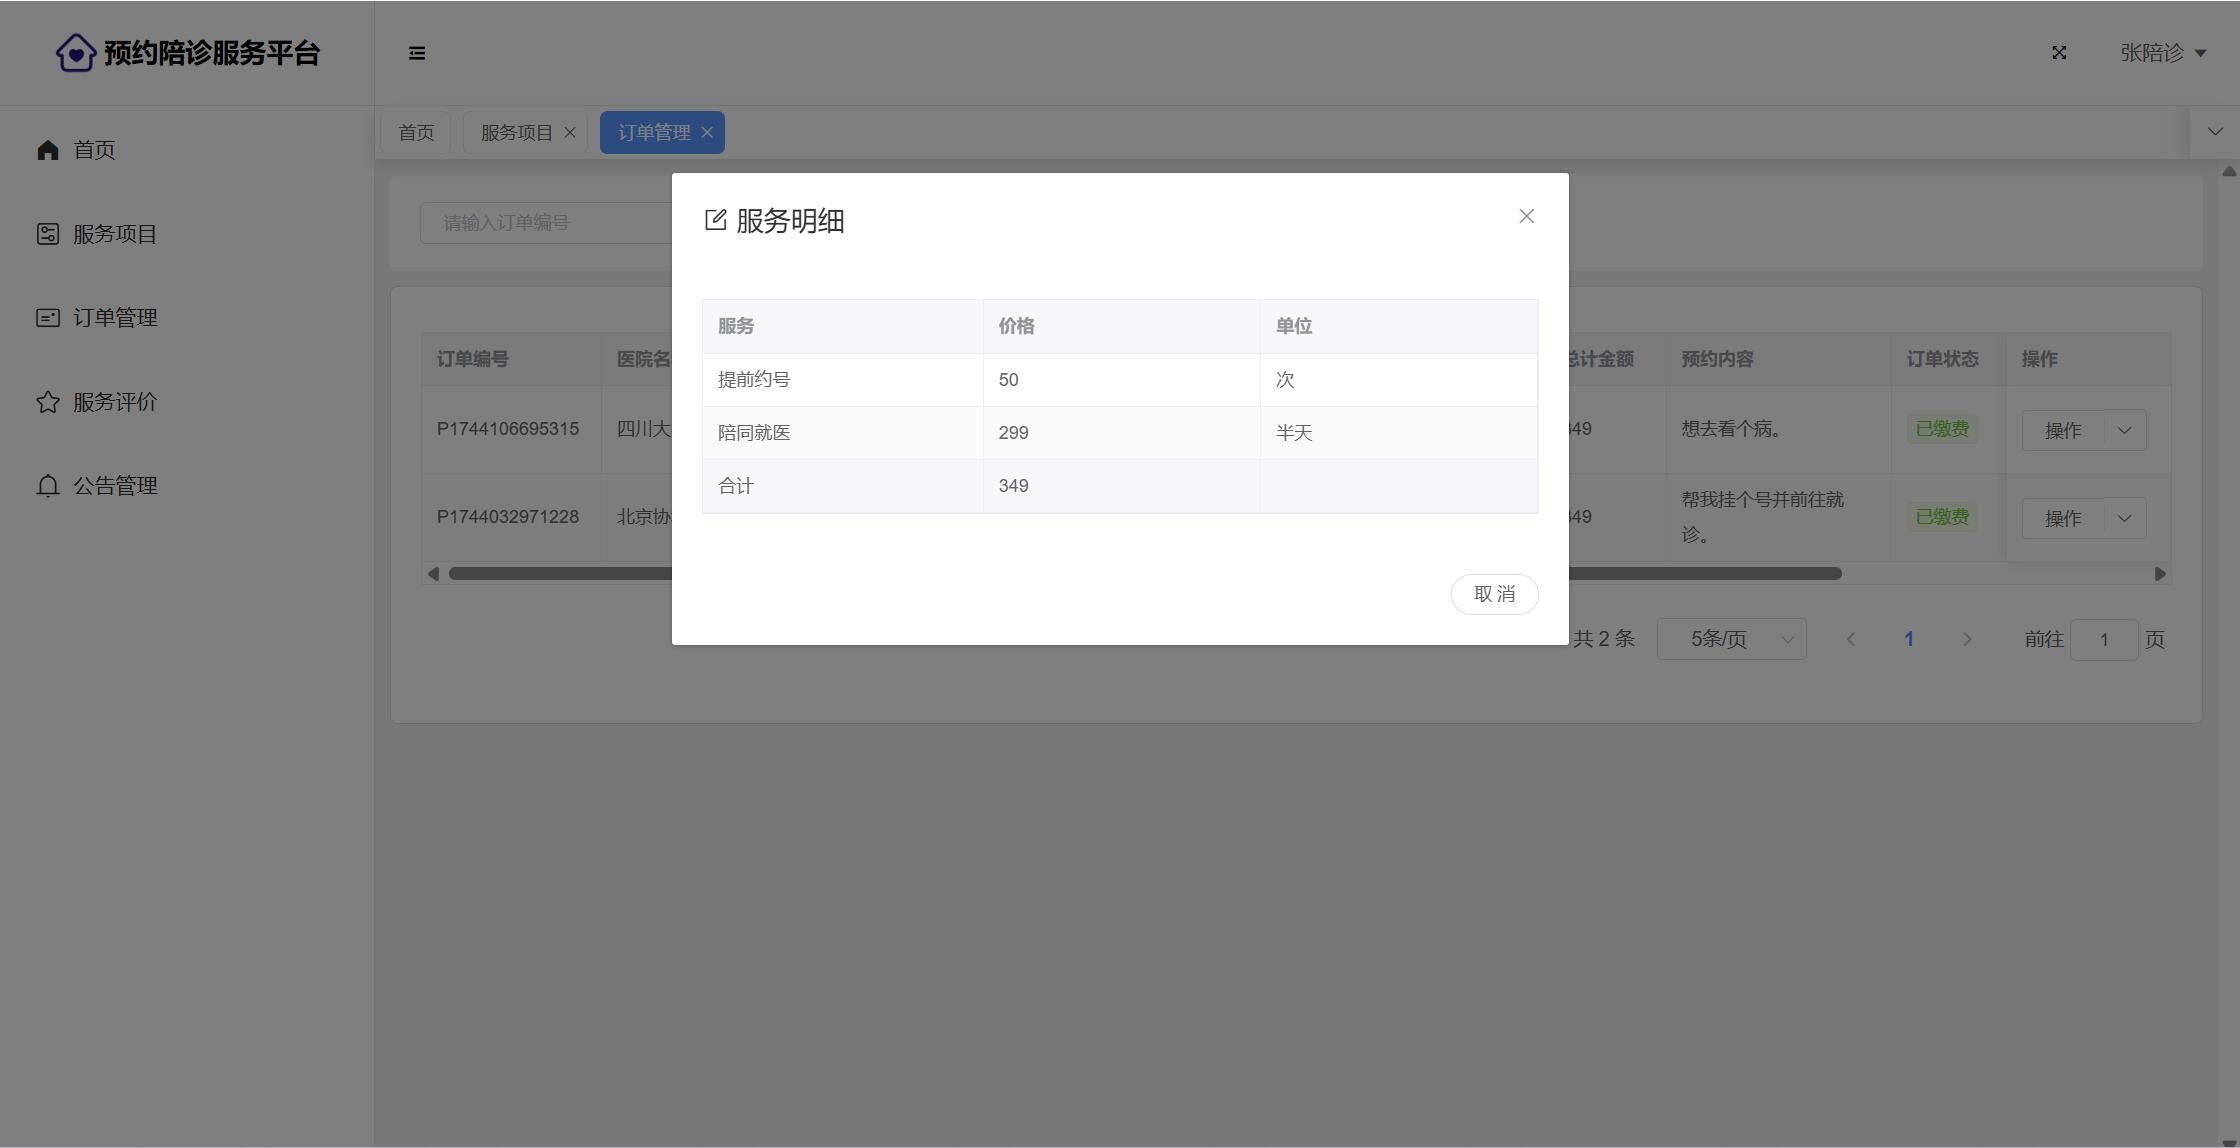 预约陪诊服务平台
张陪诊
首页
服务项目
订单管理
服务评价
公告管理
首页 服务项目 订单管理
请输入订单编号
服务明细
服务 价格 单位
提前约号 50 次
陪同就医 299 半天
合计 349
取 消
订单编号 医院名 总计金额 预约内容 订单状态 操作
P1744106695315 四川大 349 想去看个病。 已缴费 操作
P1744032971228 北京协 349 帮我挂个号并前往就
诊。 已缴费 操作
共 2 条 5条/页 1 前往 1 页